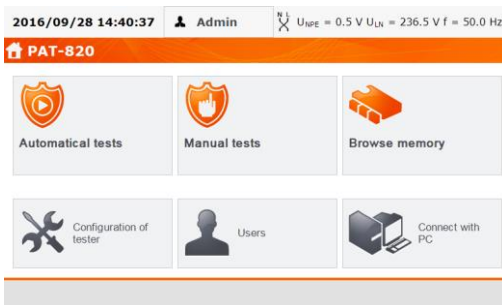 2016/09/28 14:40:37 Admin N L UNPE = 0.5 V ULN = 236.5 V f = 50.0 Hz
PAT-820
Automatical tests Manual tests Browse memory
Configuration of tester Users Connect with PC